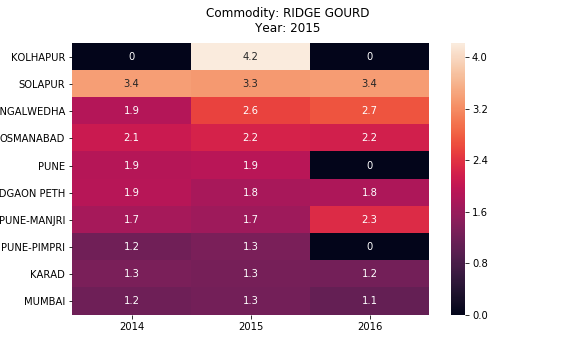 Commodity: RIDGE GOURD
Year: 2015
KOLHAPUR 0 4.2 0 4.0
SOLAPUR 3.4 3.3 3.4
NGALWEDHA 1.9 2.6 2.7 3.2
OSMANABAD 2.1 2.2 2.2
PUNE 1.9 1.9 0 2.4
DGAON PETH 1.9 1.8 1.8
PUNE-MANJRI 1.7 1.7 2.3 1.6
PUNE-PIMPRI 1.2 1.3 0
KARAD 1.3 1.3 1.2 0.8
MUMBAI 1.2 1.3 1.1
0.0
2014 2015 2016